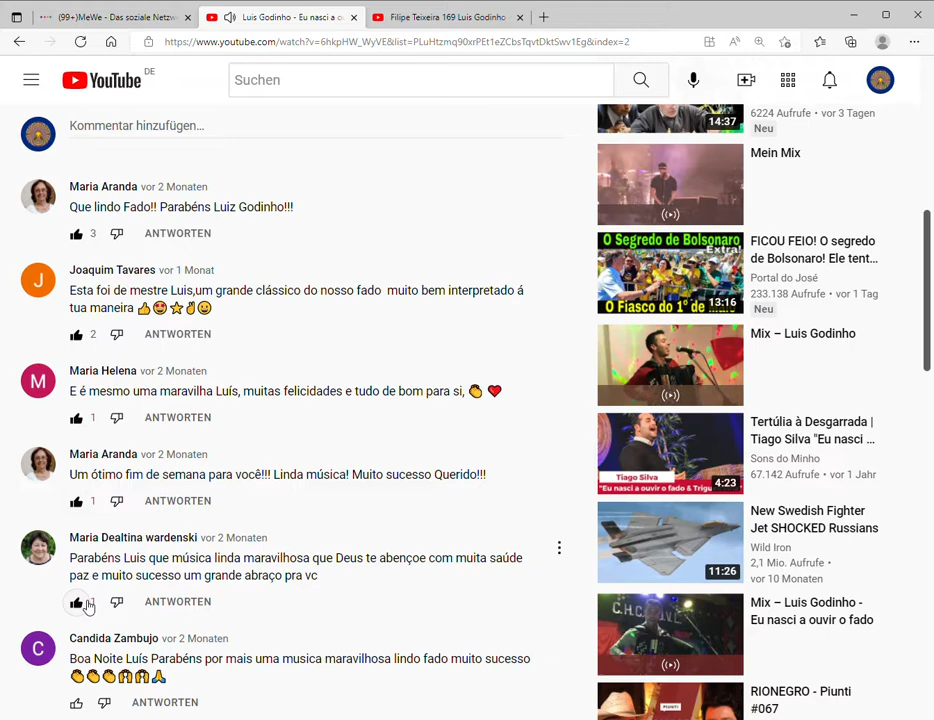 (99+)MeWe - Das soziale Netzw
Luis Godinho - Eu nasci a o
Filipe Teixeira 169 Luis Godinho
https://www.youtube.com/watch?v=6hkpHW_WyVE&list=PLuHtzmq90xrPEt1eZCbsTqvtDktSwv1Eg&index=2
YouTube DE
Suchen
Kommentar hinzufügen...
Maria Aranda vor 2 Monaten
Que lindo Fado!! Parabéns Luiz Godinho!!!
3 ANTWORTEN
Joaquim Tavares vor 1 Monat
Esta foi de mestre Luis,um grande clássico do nosso fado muito bem interpretado á
tua maneira 👍🤩⭐✌😀
2 ANTWORTEN
Maria Helena vor 2 Monaten
E é mesmo uma maravilha Luís, muitas felicidades e tudo de bom para si, 👏 ❤
1 ANTWORTEN
Maria Aranda vor 2 Monaten
Um ótimo fim de semana para você!!! Linda música! Muito sucesso Querido!!!
1 ANTWORTEN
Maria Dealtina wardenski vor 2 Monaten
Parabéns Luis que música linda maravilhosa que Deus te abençoe com muita saúde
paz e muito sucesso um grande abraço pra vc
ANTWORTEN
Candida Zambujo vor 2 Monaten
Boa Noite Luís Parabéns por mais uma musica maravilhosa lindo fado muito sucesso
👏👏👏🙌🙌🙏
ANTWORTEN
14:37
6224 Aufrufe • vor 3 Tagen
Neu
Mein Mix
O Segredo de Bolsonaro
Extra!
O Fiasco do 1º de maio
13:16
FICOU FEIO! O segredo
de Bolsonaro! Ele tent...
Portal do José
233.138 Aufrufe • vor 1 Tag
Neu
Mix – Luis Godinho
Tiago Silva
"Eu nasci a ouvir o fado & Trigu
4:23
Tertúlia à Desgarrada |
Tiago Silva "Eu nasci ...
Sons do Minho
67.142 Aufrufe • vor 1 Jahr
11:26
New Swedish Fighter
Jet SHOCKED Russians
Wild Iron
2,1 Mio. Aufrufe •
vor 10 Monaten
Mix – Luis Godinho -
Eu nasci a ouvir o fado
PIUNTI
RIONEGRO - Piunti
#067